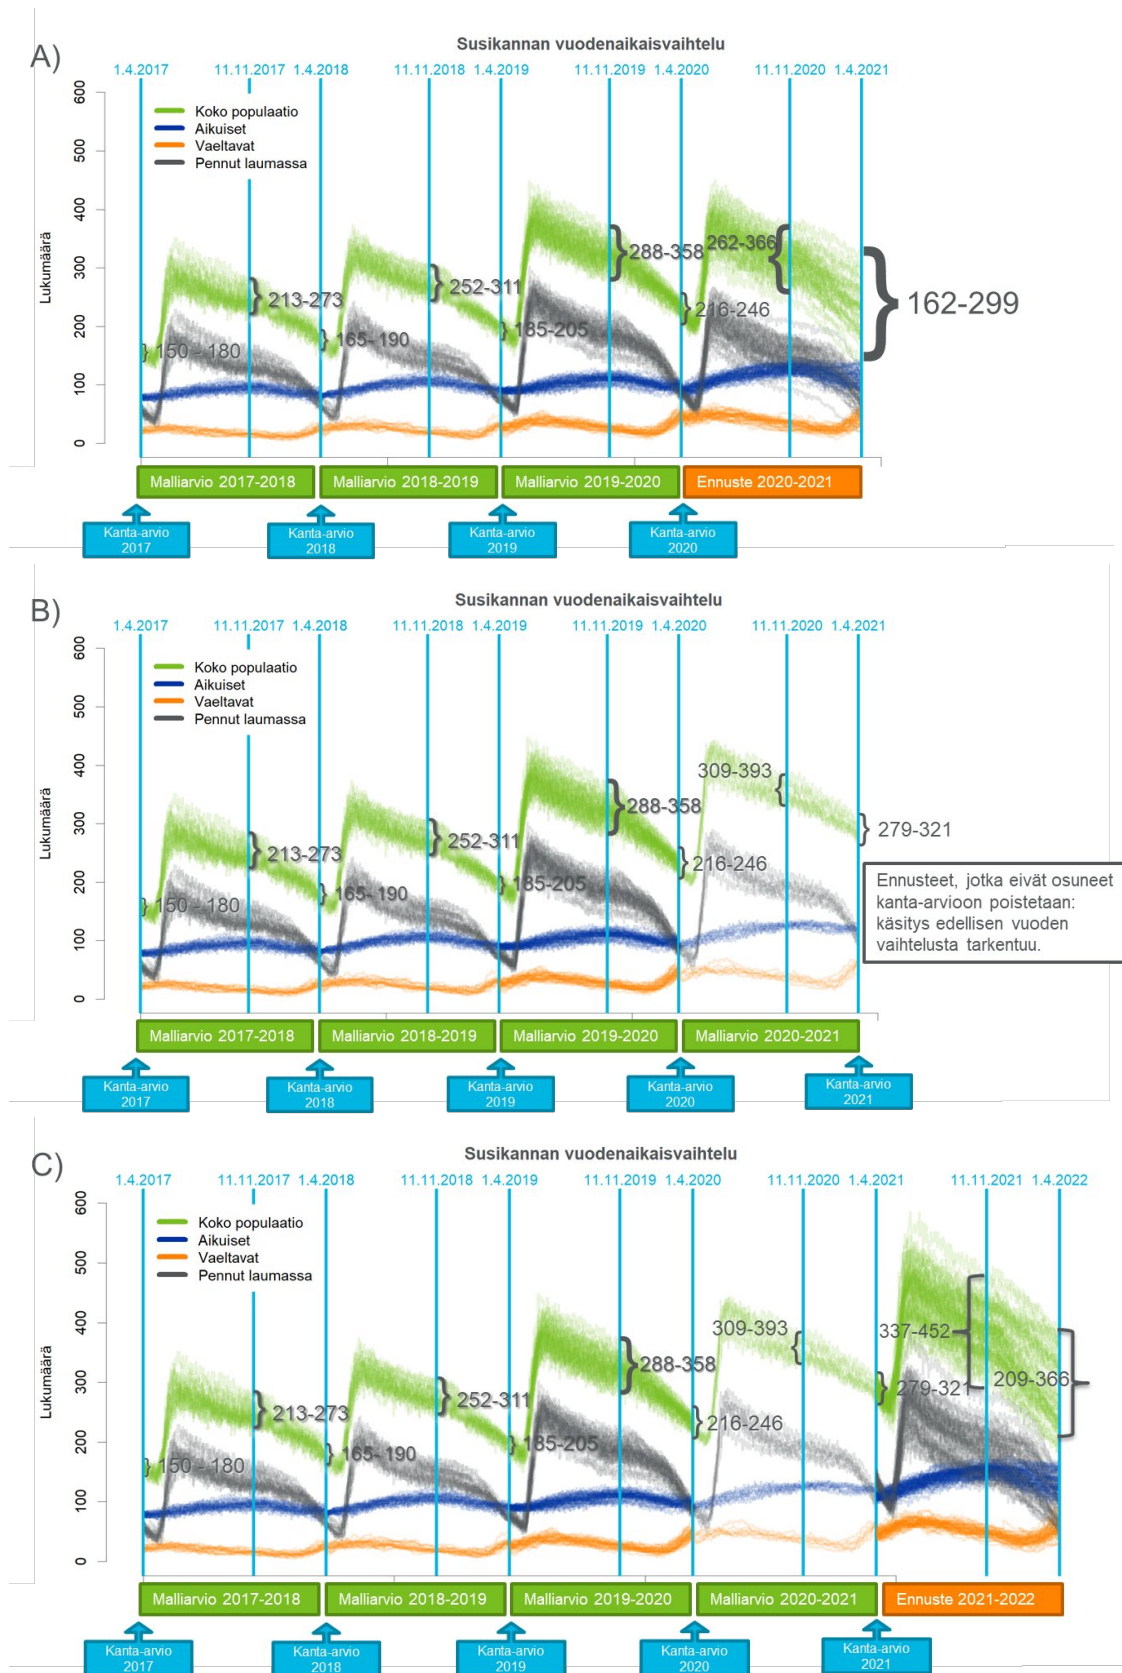 A)
Susikannan vuodenaikaisvaihtelu
1.4.2017 11.11.2017 1.4.2018 11.11.2018 1.4.2019 11.11.2019 1.4.2020 11.11.2020 1.4.2021
600
500
400
300
200
100
0
Lukumäärä
Koko populaatio
Aikuiset
Vaeltavat
Pennut laumassa
150 - 180
213-273
165- 190
252-311
185-205
288-358
216-246
262-366
162-299
Malliarvio 2017-2018 Malliarvio 2018-2019 Malliarvio 2019-2020 Ennuste 2020-2021
Kanta-arvio
2017
Kanta-arvio
2018
Kanta-arvio
2019
Kanta-arvio
2020
B)
Susikannan vuodenaikaisvaihtelu
1.4.2017 11.11.2017 1.4.2018 11.11.2018 1.4.2019 11.11.2019 1.4.2020 11.11.2020 1.4.2021
600
500
400
300
200
100
0
Lukumäärä
Koko populaatio
Aikuiset
Vaeltavat
Pennut laumassa
150 - 180
213-273
165- 190
252-311
185-205
288-358
216-246
309-393
279-321
Ennusteet, jotka eivät osuneet
kanta-arvioon poistetaan:
käsitys edellisen vuoden
vaihtelusta tarkentuu.
Malliarvio 2017-2018 Malliarvio 2018-2019 Malliarvio 2019-2020 Malliarvio 2020-2021
Kanta-arvio
2017
Kanta-arvio
2018
Kanta-arvio
2019
Kanta-arvio
2020
Kanta-arvio
2021
C)
Susikannan vuodenaikaisvaihtelu
1.4.2017 11.11.2017 1.4.2018 11.11.2018 1.4.2019 11.11.2019 1.4.2020 11.11.2020 1.4.2021 11.11.2021 1.4.2022
600
500
400
300
200
100
0
Lukumäärä
Koko populaatio
Aikuiset
Vaeltavat
Pennut laumassa
150 - 180
213-273
165- 190
252-311
185-205
288-358
216-246
309-393
279-321
337-452
209-366
Malliarvio 2017-2018 Malliarvio 2018-2019 Malliarvio 2019-2020 Malliarvio 2020-2021 Ennuste 2021-2022
Kanta-arvio
2017
Kanta-arvio
2018
Kanta-arvio
2019
Kanta-arvio
2020
Kanta-arvio
2021